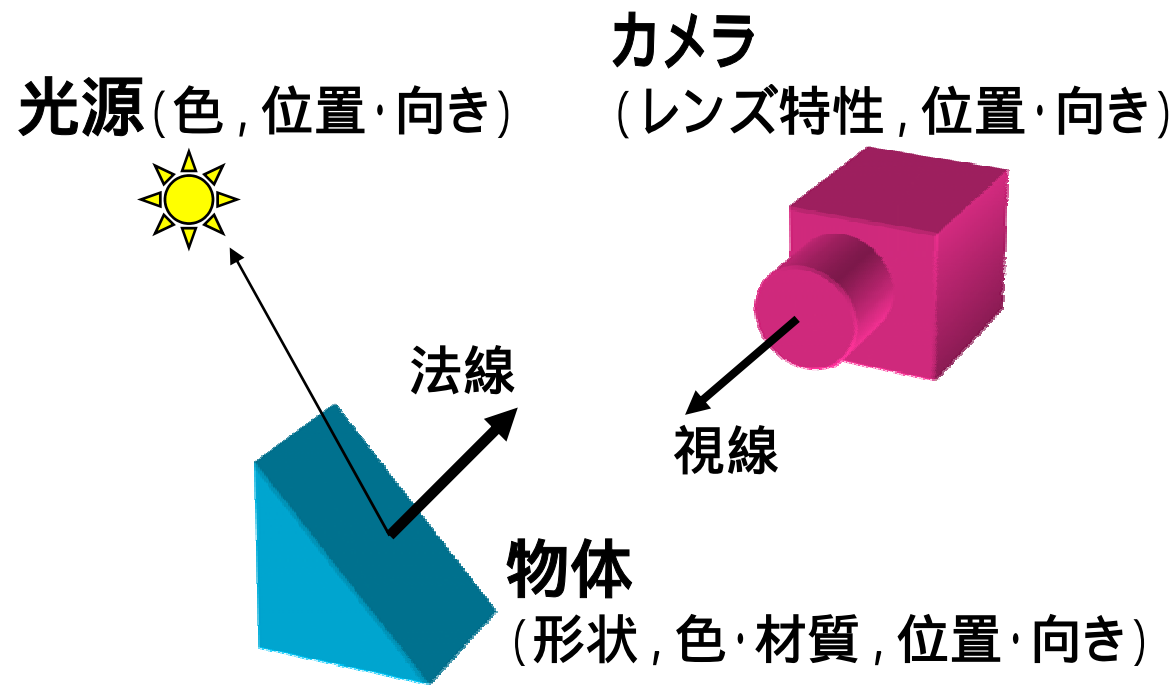 カメラ
光源(色,位置·向き)
(レンズ特性,位置·向き)
法線
視線
物体
(形状,色·材質,位置·向き)